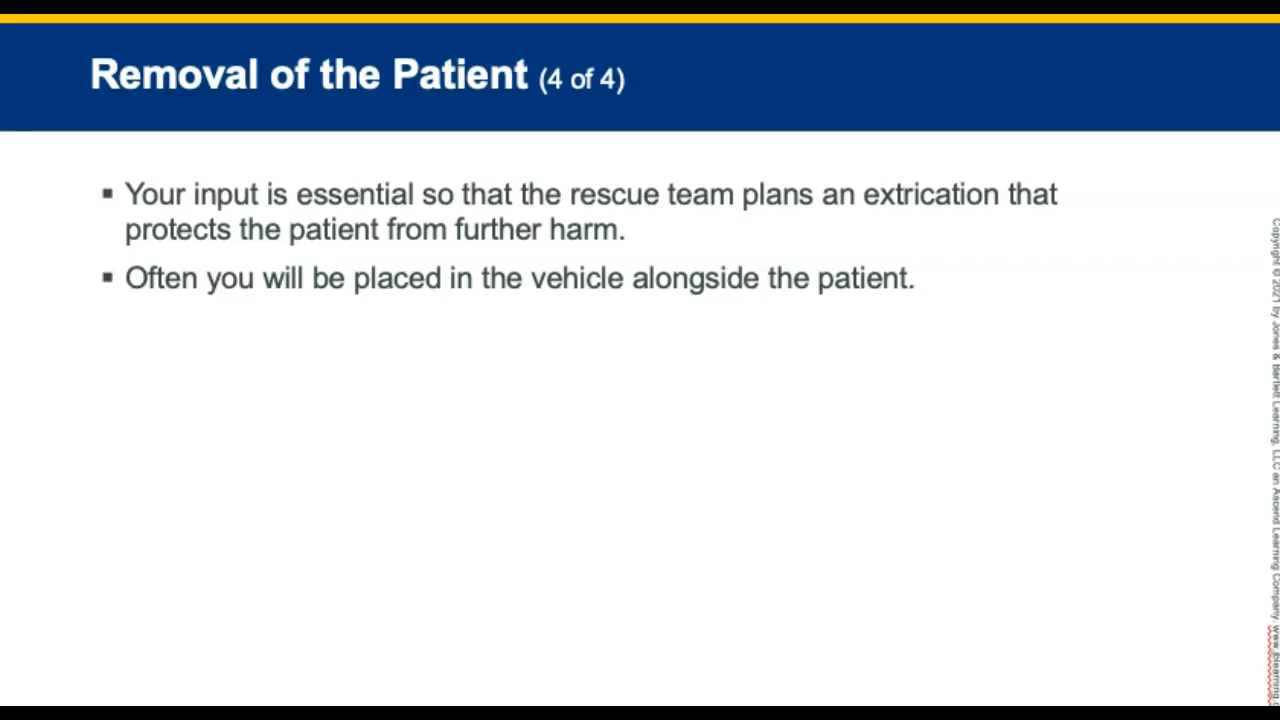 Removal of the Patient (4 of 4)
▪ Your input is essential so that the rescue team plans an extrication that
protects the patient from further harm.
▪ Often you will be placed in the vehicle alongside the patient.
Copyright © 2021 by Jones & Bartlett Learning, LLC an Ascend Learning Company. www.jblearning.